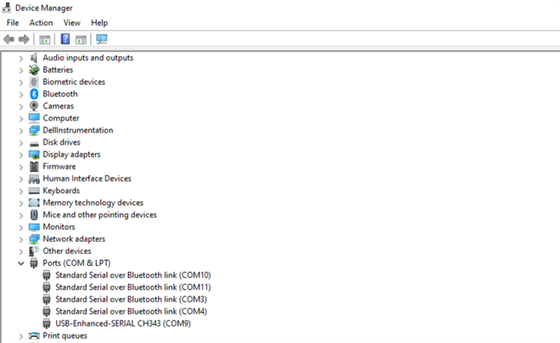 Device Manager
File Action View Help
Audio inputs and outputs
Batteries
Biometric devices
Bluetooth
Cameras
Computer
DellInstrumentation
Disk drives
Display adapters
Firmware
Human Interface Devices
Keyboards
Memory technology devices
Mice and other pointing devices
Monitors
Network adapters
Other devices
Ports (COM & LPT)
Standard Serial over Bluetooth link (COM10)
Standard Serial over Bluetooth link (COM11)
Standard Serial over Bluetooth link (COM3)
Standard Serial over Bluetooth link (COM4)
USB-Enhanced-SERIAL CH343 (COM9)
Print queues